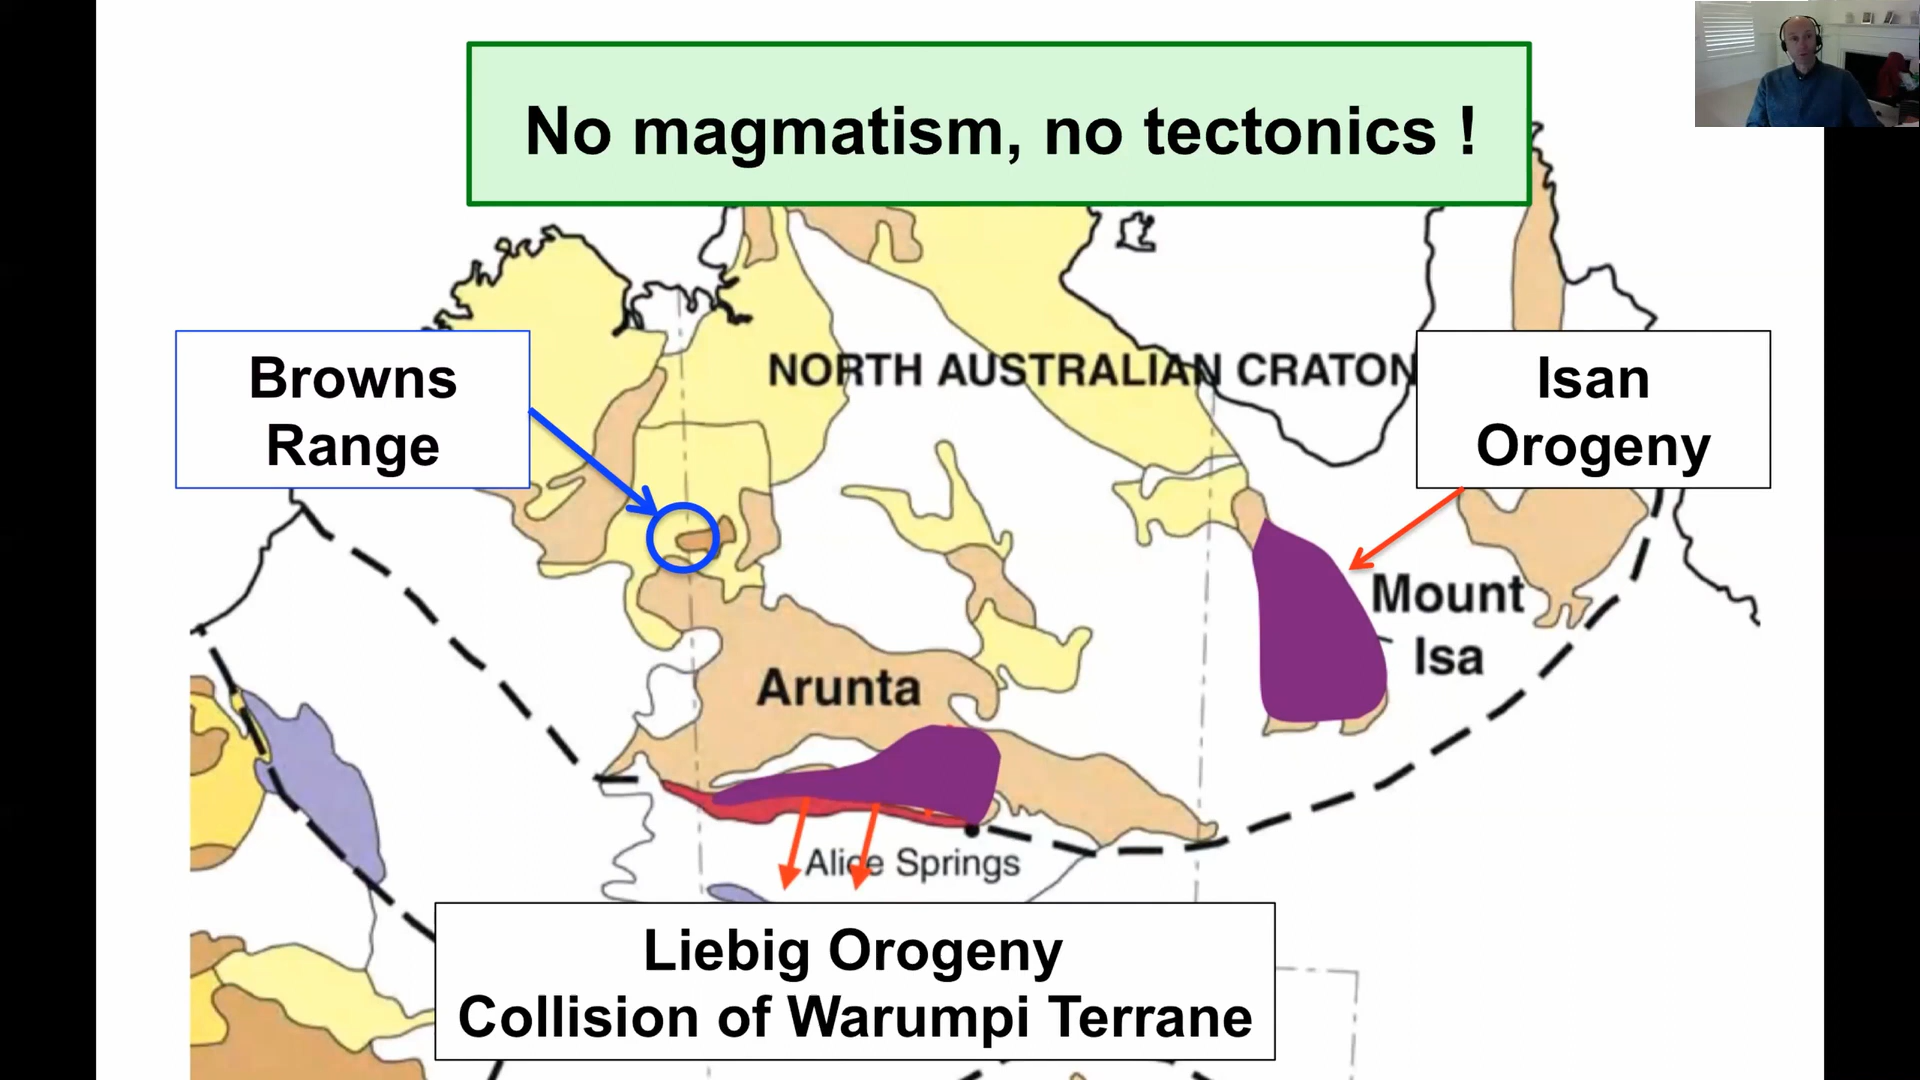 No magmatism, no tectonics !
Browns
Range
NORTH AUSTRALIAN CRATON
Isan
Orogeny
Mount
Isa
Arunta
Alice Springs
Liebig Orogeny
Collision of Warumpi Terrane